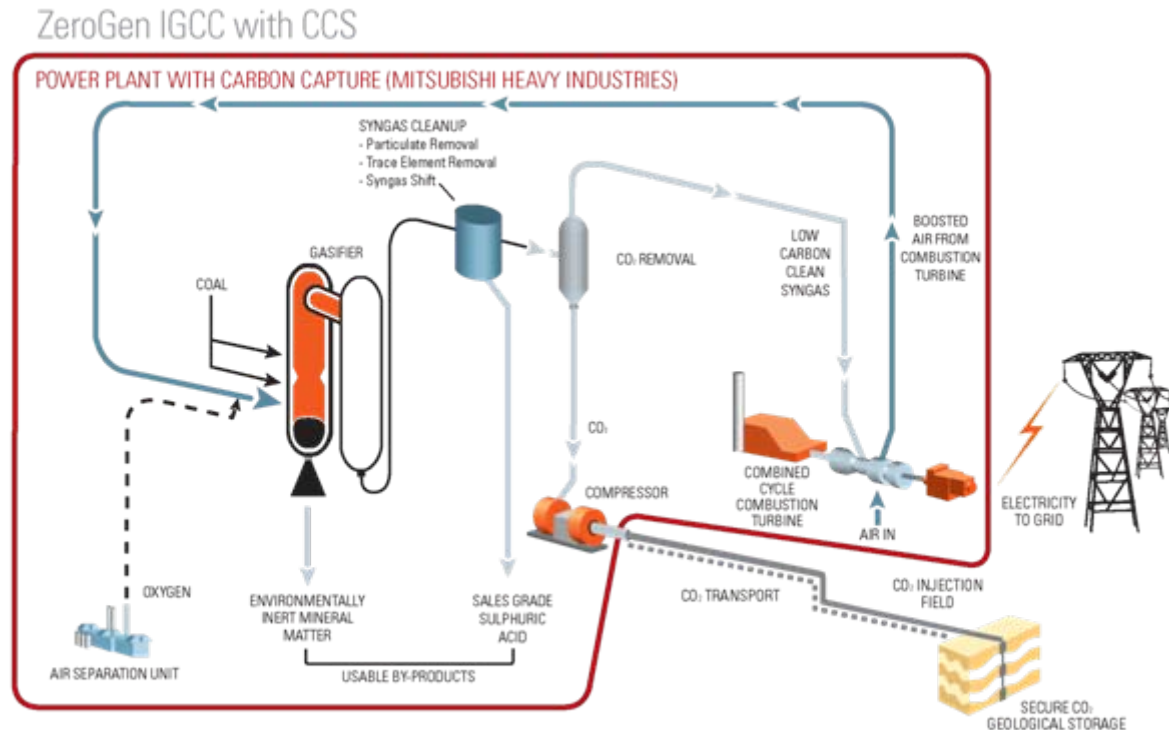 ZeroGen IGCC with CCS
POWER PLANT WITH CARBON CAPTURE (MITSUBISHI HEAVY INDUSTRIES)
SYNGAS CLEANUP
- Particulate Removal
- Trace Element Removal
- Syngas Shift
GASIFIER
COAL
CO₂ REMOVAL
LOW
CARBON
CLEAN
SYNGAS
BOOSTED
AIR FROM
COMBUSTION
TURBINE
CO₂
COMPRESSOR
COMBINED
CYCLE
COMBUSTION
TURBINE
AIR IN
ELECTRICITY
TO GRID
OXYGEN
AIR SEPARATION UNIT
ENVIRONMENTALLY
INERT MINERAL
MATTER
SALES GRADE
SULPHURIC
ACID
USABLE BY-PRODUCTS
CO₂ TRANSPORT
CO₂ INJECTION
FIELD
SECURE CO₂
GEOLOGICAL STORAGE